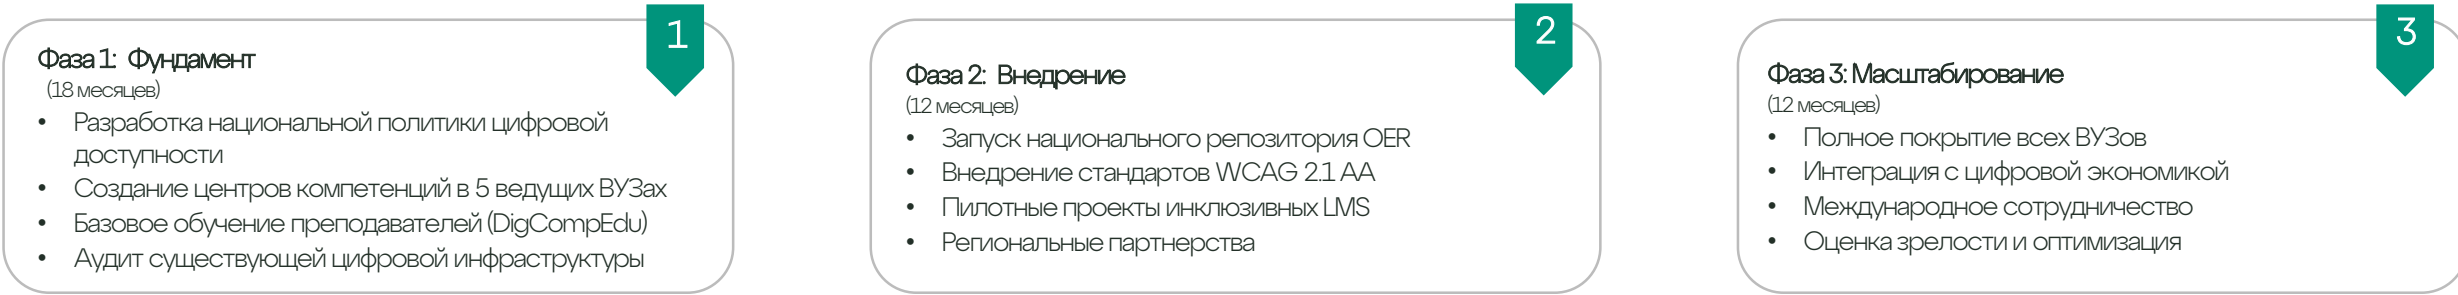 1
Фаза 1: Фундамент
(18 месяцев)
• Разработка национальной политики цифровой
доступности
• Создание центров компетенций в 5 ведущих ВУЗах
• Базовое обучение преподавателей (DigCompEdu)
• Аудит существующей цифровой инфраструктуры
2
Фаза 2: Внедрение
(12 месяцев)
• Запуск национального репозитория OER
• Внедрение стандартов WCAG 2.1 AA
• Пилотные проекты инклюзивных LMS
• Региональные партнерства
3
Фаза 3: Масштабирование
(12 месяцев)
• Полное покрытие всех ВУЗов
• Интеграция с цифровой экономикой
• Международное сотрудничество
• Оценка зрелости и оптимизация